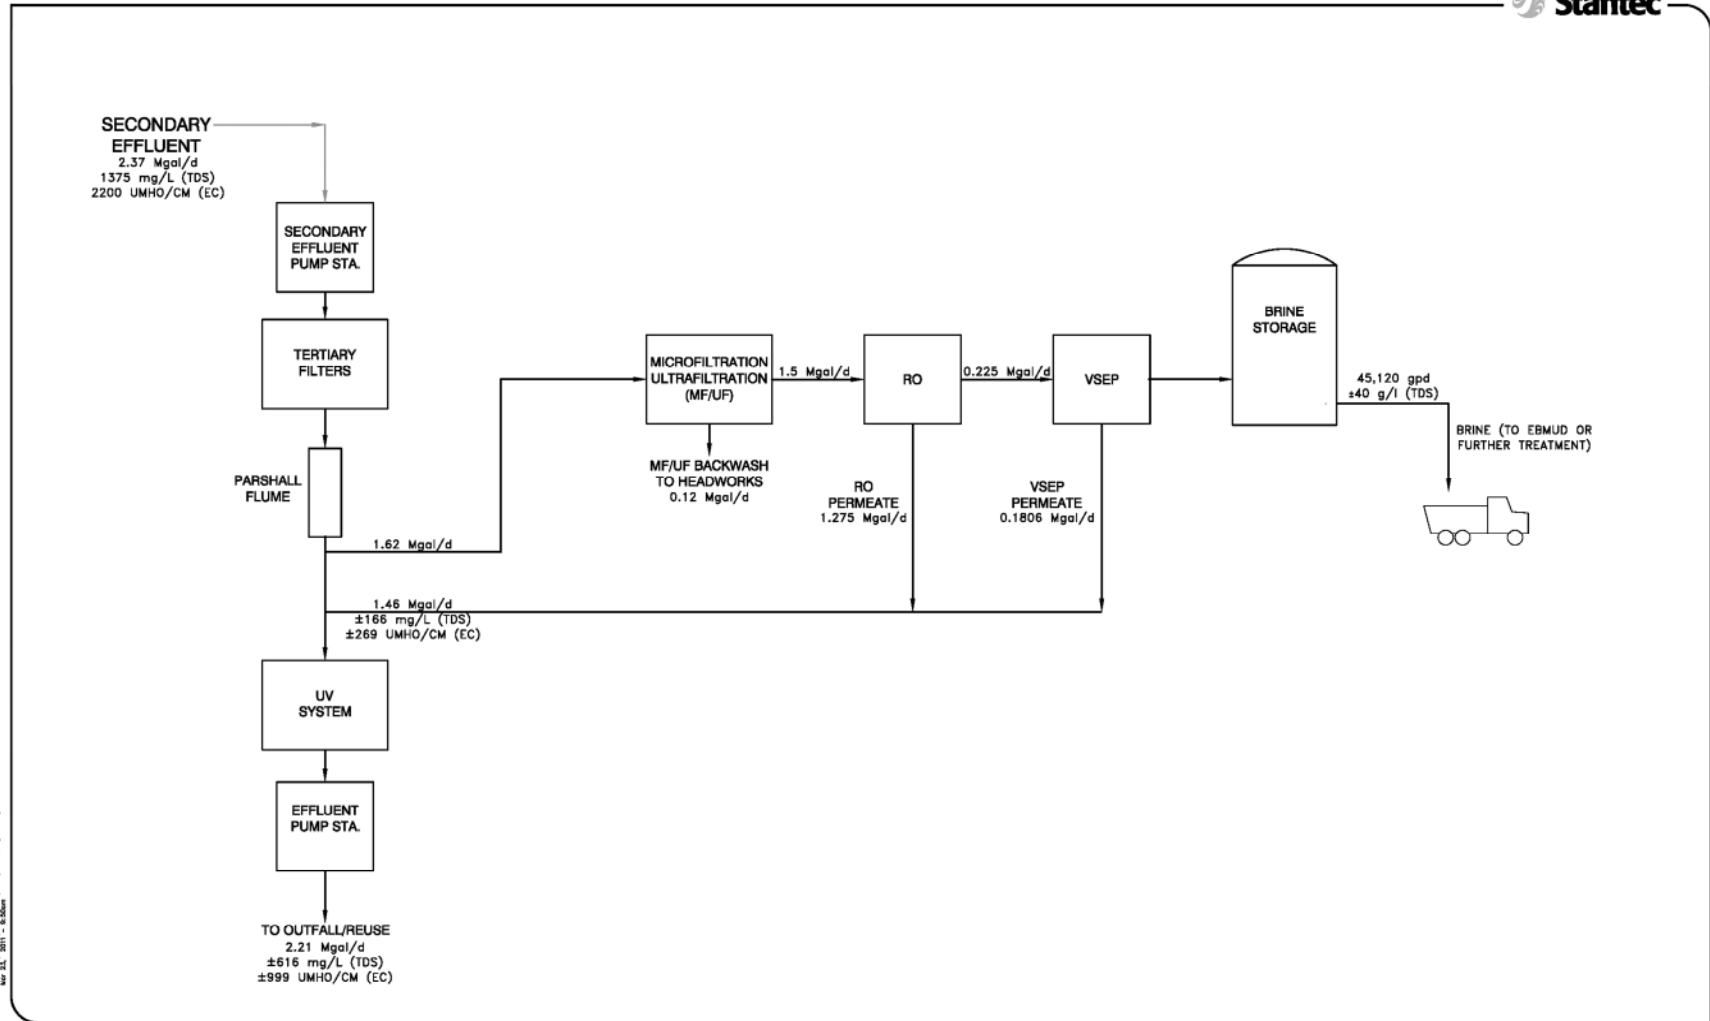 Stantec
SECONDARY
EFFLUENT
2.37 Mgal/d
1375 mg/L (TDS)
2200 UMHO/CM (EC)
SECONDARY
EFFLUENT
PUMP STA.
TERTIARY
FILTERS
PARSHALL
FLUME
1.62 Mgal/d
MICROFILTRATION
ULTRAFILTRATION
(MF/UF)
1.5 Mgal/d
RO
0.225 Mgal/d
VSEP
BRINE
STORAGE
45,120 gpd
±40 g/l (TDS)
BRINE (TO EBMUD OR
FURTHER TREATMENT)
MF/UF BACKWASH
TO HEADWORKS
0.12 Mgal/d
RO
PERMEATE
1.275 Mgal/d
VSEP
PERMEATE
0.1806 Mgal/d
1.46 Mgal/d
±166 mg/L (TDS)
±269 UMHO/CM (EC)
UV
SYSTEM
EFFLUENT
PUMP STA.
TO OUTFALL/REUSE
2.21 Mgal/d
±616 mg/L (TDS)
±999 UMHO/CM (EC)